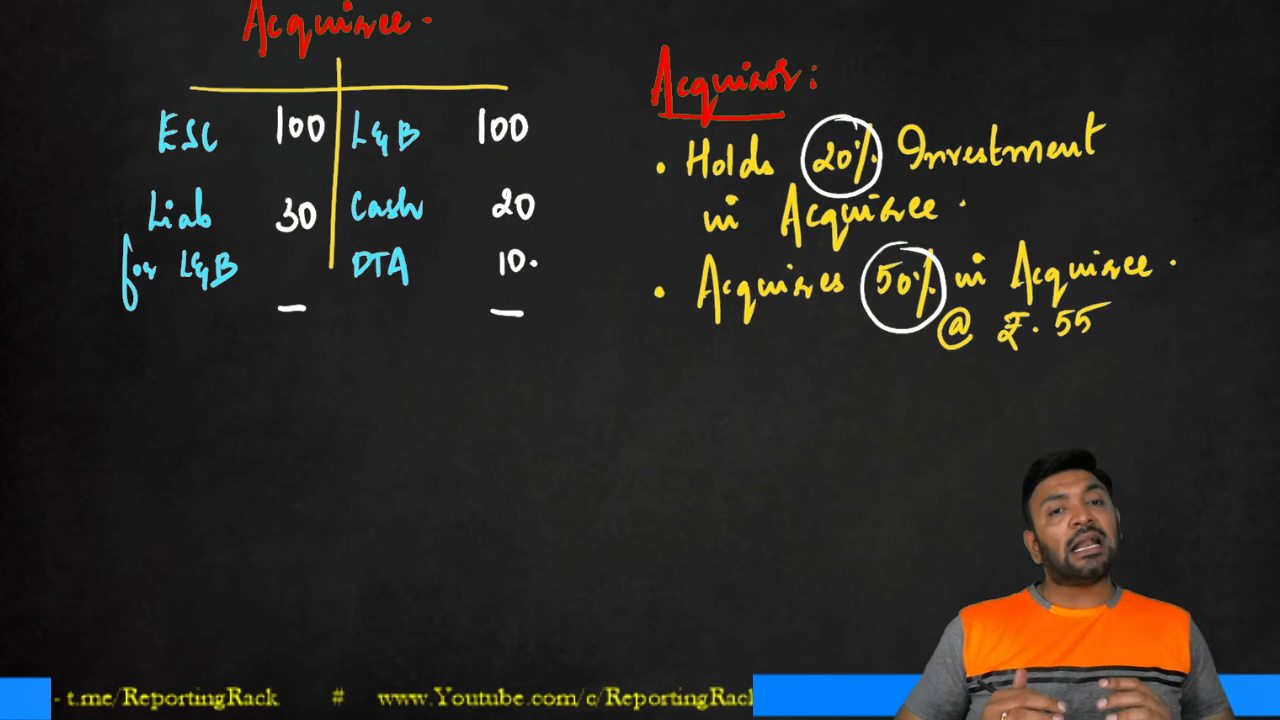 Acquiree.
ESC 100 L&B 100
Liab 30 Cash 20
for L&B DTA 10.
Acquiror:
• Holds 20% Investment
in Acquiree.
• Acquires 50% in Acquiree.
@ ₹. 55
- t.me/ReportingRack # www.Youtube.com/c/ReportingRack